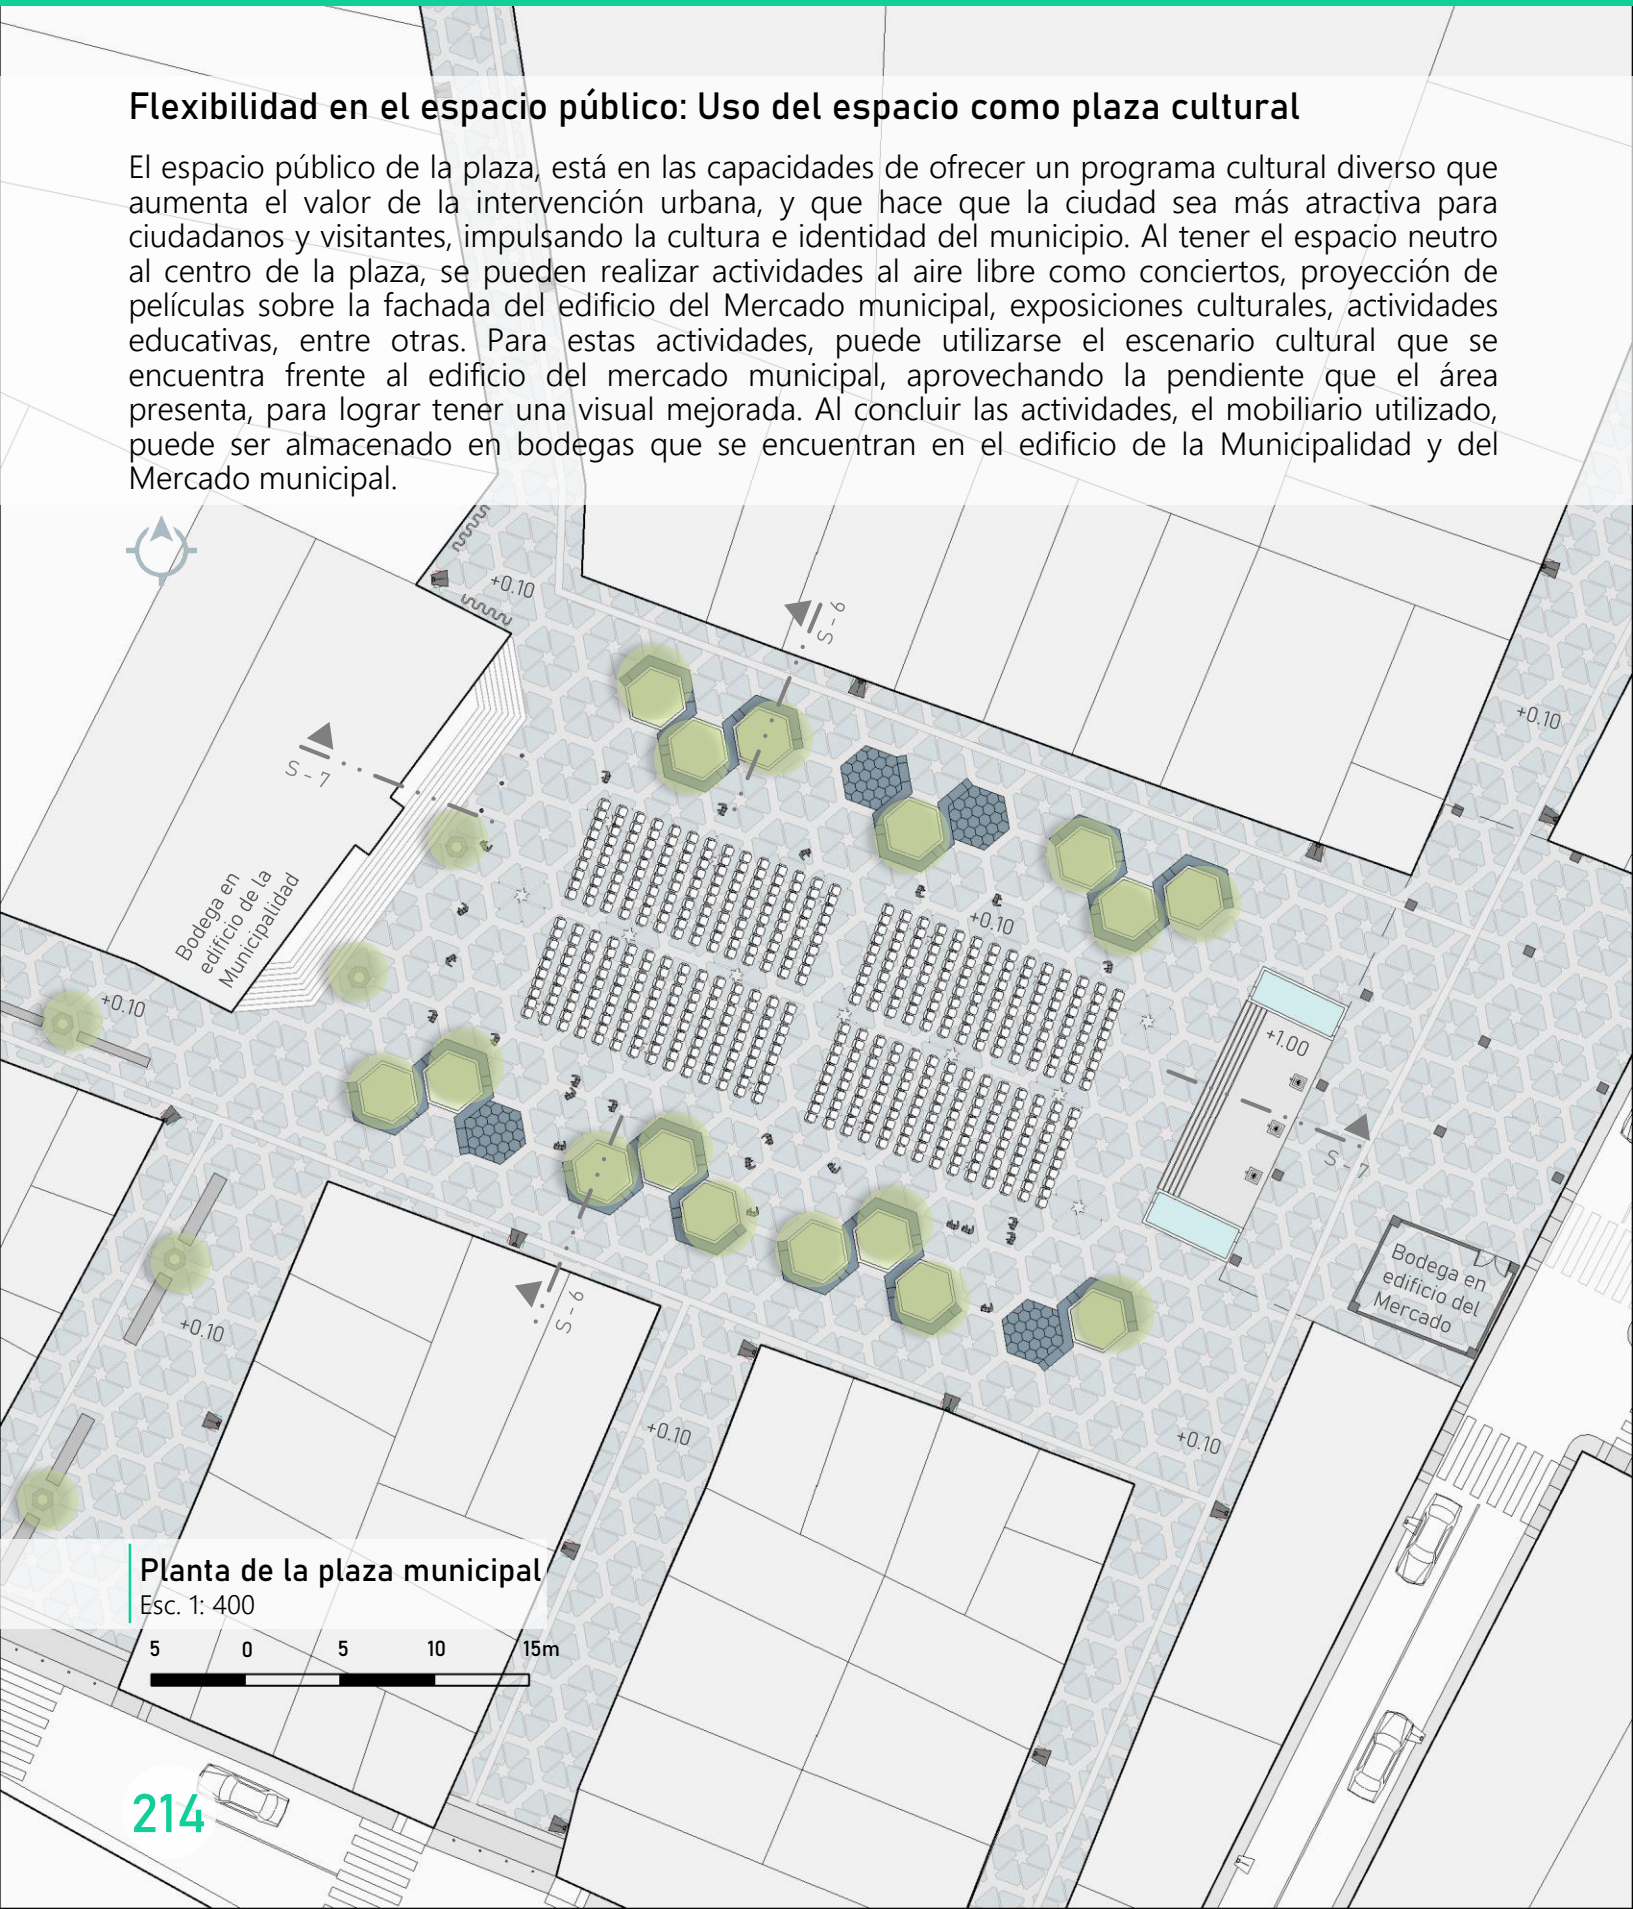 Flexibilidad en el espacio público: Uso del espacio como plaza cultural
El espacio público de la plaza, está en las capacidades de ofrecer un programa cultural diverso que
aumenta el valor de la intervención urbana, y que hace que la ciudad sea más atractiva para
ciudadanos y visitantes, impulsando la cultura e identidad del municipio. Al tener el espacio neutro
al centro de la plaza, se pueden realizar actividades al aire libre como conciertos, proyección de
películas sobre la fachada del edificio del Mercado municipal, exposiciones culturales, actividades
educativas, entre otras. Para estas actividades, puede utilizarse el escenario cultural que se
encuentra frente al edificio del mercado municipal, aprovechando la pendiente que el área
presenta, para lograr tener una visual mejorada. Al concluir las actividades, el mobiliario utilizado,
puede ser almacenado en bodegas que se encuentran en el edificio de la Municipalidad y del
Mercado municipal.
+0.10
S - 6
+0.10
S - 7
Bodega en
edificio de la
Municipalidad
+0.10
+0.10
+1.00
S - 7
Bodega en
edificio del
Mercado
+0.10
S - 6
+0.10
+0.10
Planta de la plaza municipal
Esc. 1: 400
5 0 5 10 15m
214